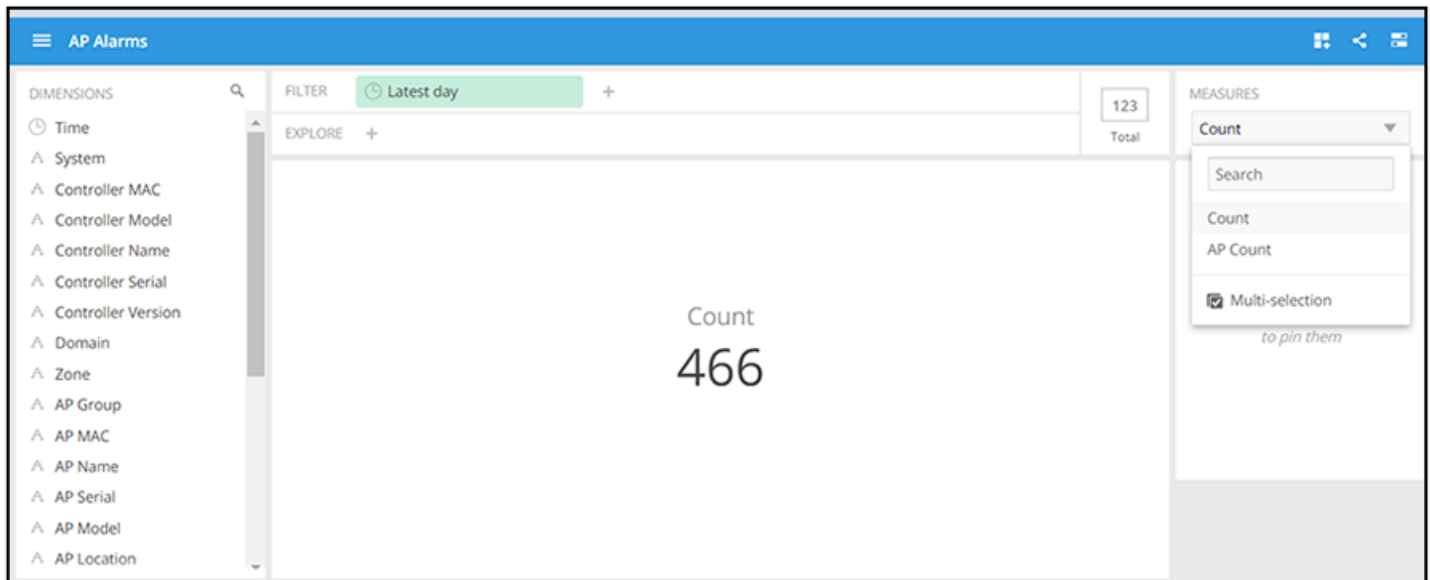 AP Alarms
DIMENSIONS
Time
System
Controller MAC
Controller Model
Controller Name
Controller Serial
Controller Version
Domain
Zone
AP Group
AP MAC
AP Name
AP Serial
AP Model
AP Location
FILTER Latest day +
EXPLORE +
123
Total
Count
466
MEASURES
Count
Search
Count
AP Count
Multi-selection
to pin them